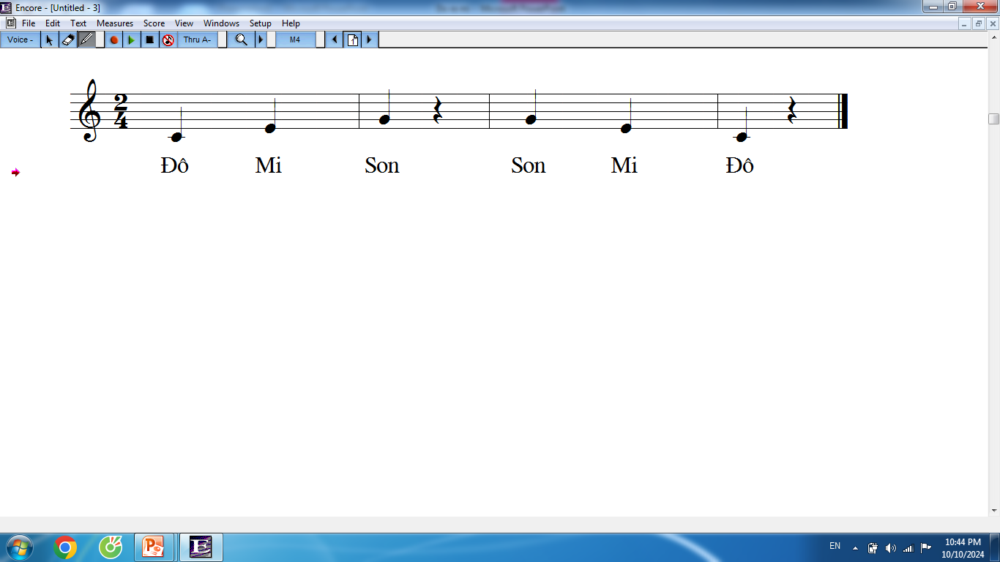 Encore - [Untitled - 3]
File Edit Text Measures Score View Windows Setup Help
Voice - Thru A- M4 1
2
4
Đô Mi Son Son Mi Đô
EN
10:44 PM
10/10/2024